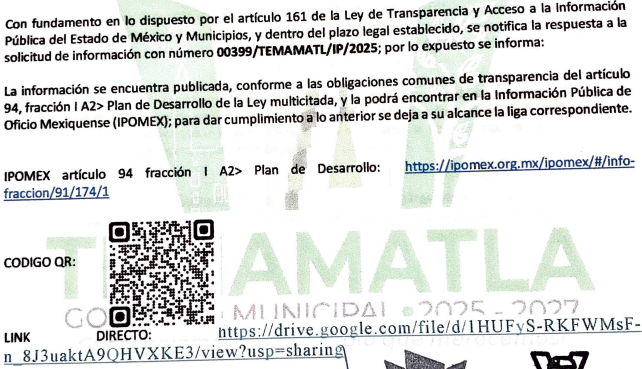 Con fundamento en lo dispuesto por el artículo 161 de la Ley de Transparencia y Acceso a la Información
Pública del Estado de México y Municipios, y dentro del plazo legal establecido, se notifica la respuesta a la
solicitud de información con número 00399/TEMAMATL/IP/2025; por lo expuesto se informa:
La información se encuentra publicada, conforme a las obligaciones comunes de transparencia del artículo
94, fracción I A2> Plan de Desarrollo de la Ley multicitada, y la podrá encontrar en la Información Pública de
Oficio Mexiquense (IPOMEX); para dar cumplimiento a lo anterior se deja a su alcance la liga correspondiente.
IPOMEX artículo 94 fracción I A2> Plan de Desarrollo: https://ipomex.org.mx/ipomex/#/info-
fraccion/91/174/1
CODIGO QR:
AMATLA
MUNICIPAL • 2025 - 2027
LINK DIRECTO: https://drive.google.com/file/d/1HUFyS-RKFWMsF-
n_8J3uaktA9QHVXKE3/view?usp=sharing